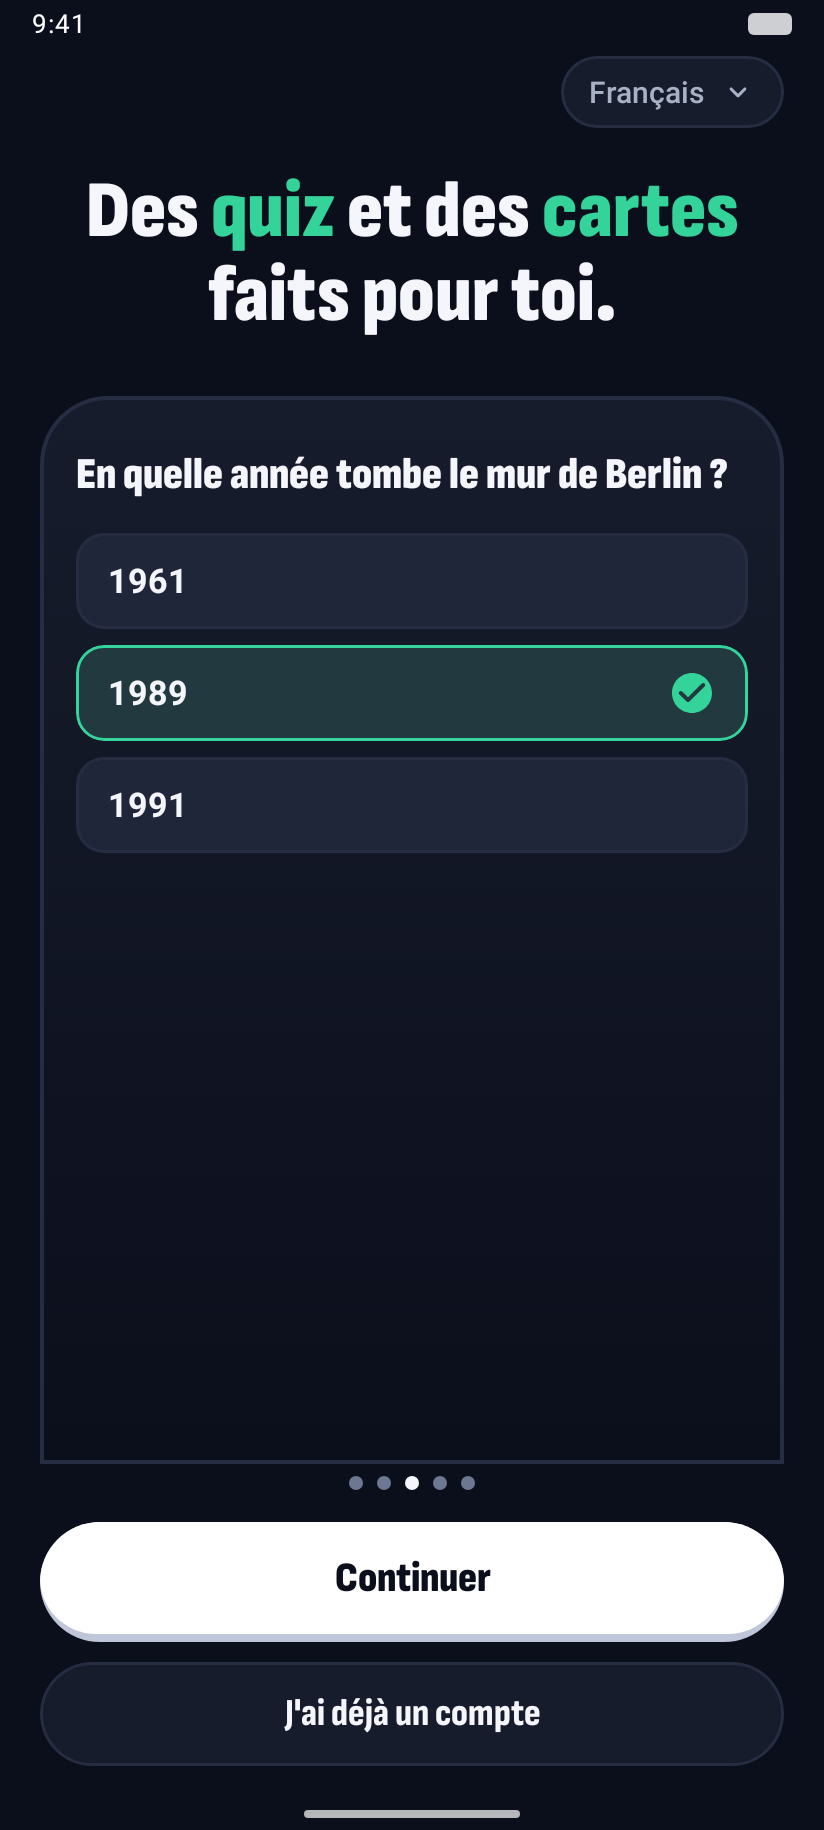 9:41
Français
Des quiz et des cartes
faits pour toi.
En quelle année tombe le mur de Berlin ?
1961
1989
1991
Continuer
J'ai déjà un compte